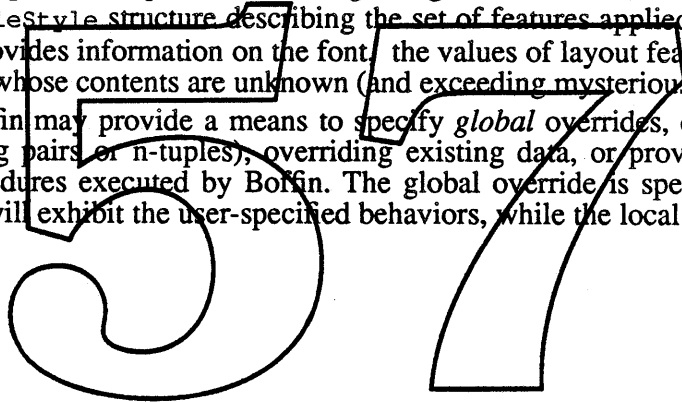 leStyle structure describing the set of features applied
ovides information on the font, the values of layout fea
whose contents are unknown (and exceeding mysteriou
fin may provide a means to specify global overrides,
g pairs or n-tuples), overriding existing data, or prov
dures executed by Boffin. The global override is spe
will exhibit the user-specified behaviors, while the local
57